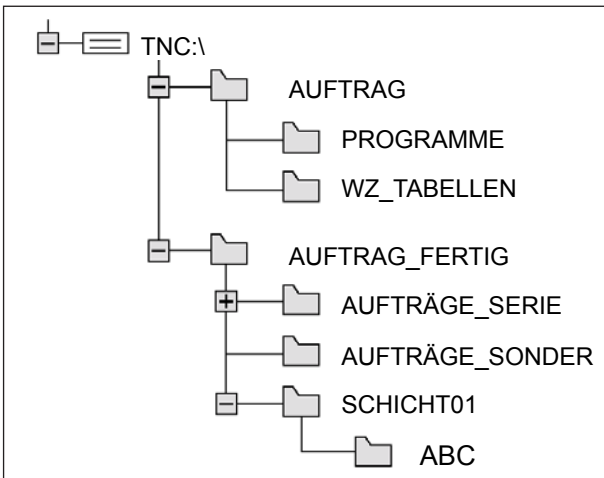 TNC:\
AUFTRAG
PROGRAMME
WZ_TABELLEN
AUFTRAG_FERTIG
AUFTRÄGE_SERIE
AUFTRÄGE_SONDER
SCHICHT01
ABC